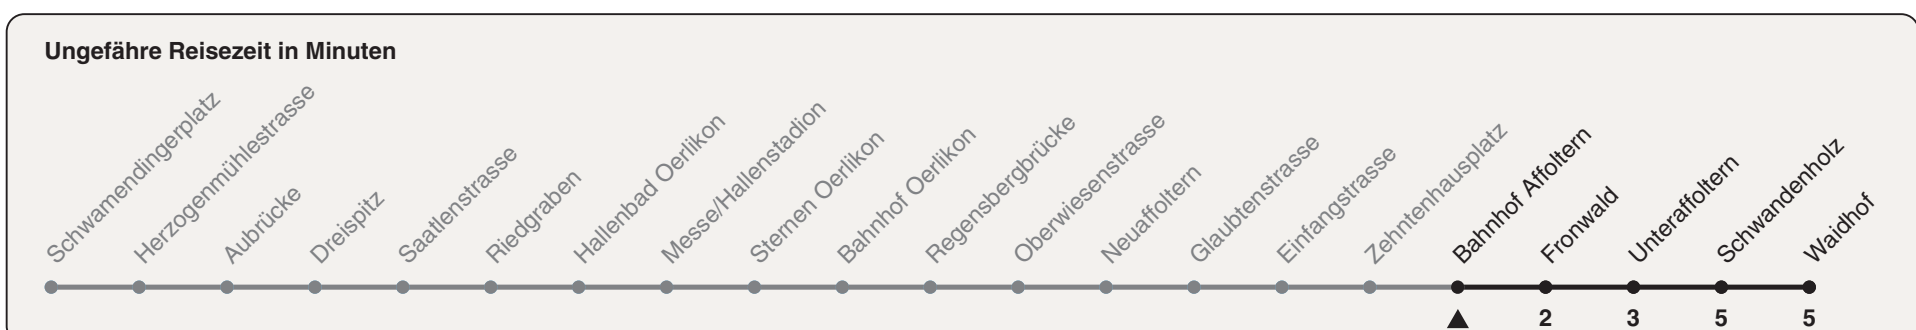 Ungefähre Reisezeit in Minuten
Schwamendingerplatz
Herzogenmühlestrasse
Aubrücke
Dreispitz
Saatlenstrasse
Riedgraben
Hallenbad Oerlikon
Messe/Hallenstadion
Sternen Oerlikon
Bahnhof Oerlikon
Regensbergbrücke
Oberwiesenstrasse
Neuaffoltern
Glaubtenstrasse
Einfangstrasse
Zehntenhausplatz
Bahnhof Affoltern
Fronwald
Unteraffoltern
Schwandenholz
Waidhof
2 3 5 5